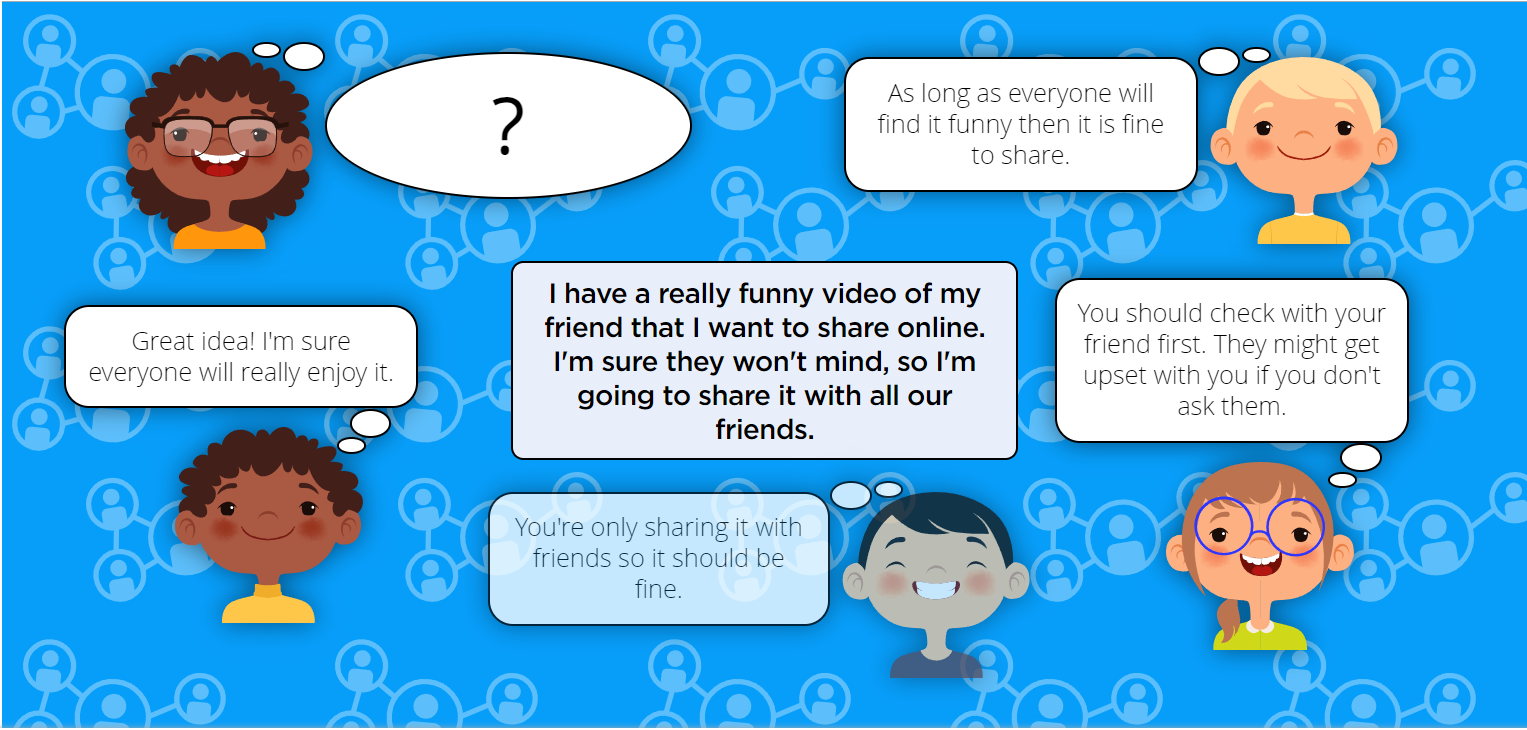 ?
As long as everyone will
find it funny then it is fine
to share.
I have a really funny video of my
friend that I want to share online.
I'm sure they won't mind, so I'm
going to share it with all our
friends.
Great idea! I'm sure
everyone will really enjoy it.
You should check with your
friend first. They might get
upset with you if you don't
ask them.
You're only sharing it with
friends so it should be
fine.